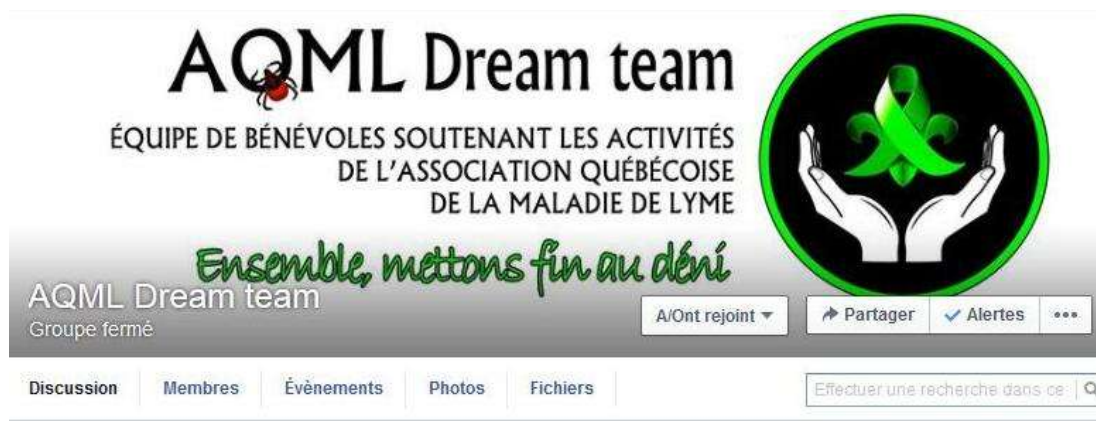 AQML Dream team
ÉQUIPE DE BÉNÉVOLES SOUTENANT LES ACTIVITÉS
DE L'ASSOCIATION QUÉBÉCOISE
DE LA MALADIE DE LYME
Ensemble, mettons fin au déni
AQML Dream team
Groupe fermé
A/Ont rejoint
Partager
Alertes
Discussion Membres Évènements Photos Fichiers
Effectuer une recherche dans ce